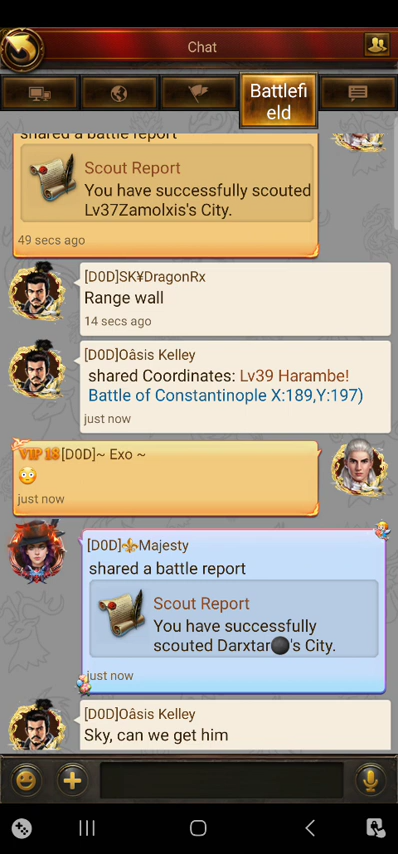 Chat
Battlefi
eld
shared a battle report
Scout Report
You have successfully scouted
Lv37Zamolxis's City.
49 secs ago
[D0D]SK¥DragonRx
Range wall
14 secs ago
[D0D]Oâsis Kelley
shared Coordinates: Lv39 Harambe!
Battle of Constantinople X:189,Y:197)
just now
VIP 18[D0D]~ Exo ~
😳
just now
[D0D]⚜Majesty
shared a battle report
Scout Report
You have successfully
scouted Darxtar🌑's City.
just now
[D0D]Oâsis Kelley
Sky, can we get him